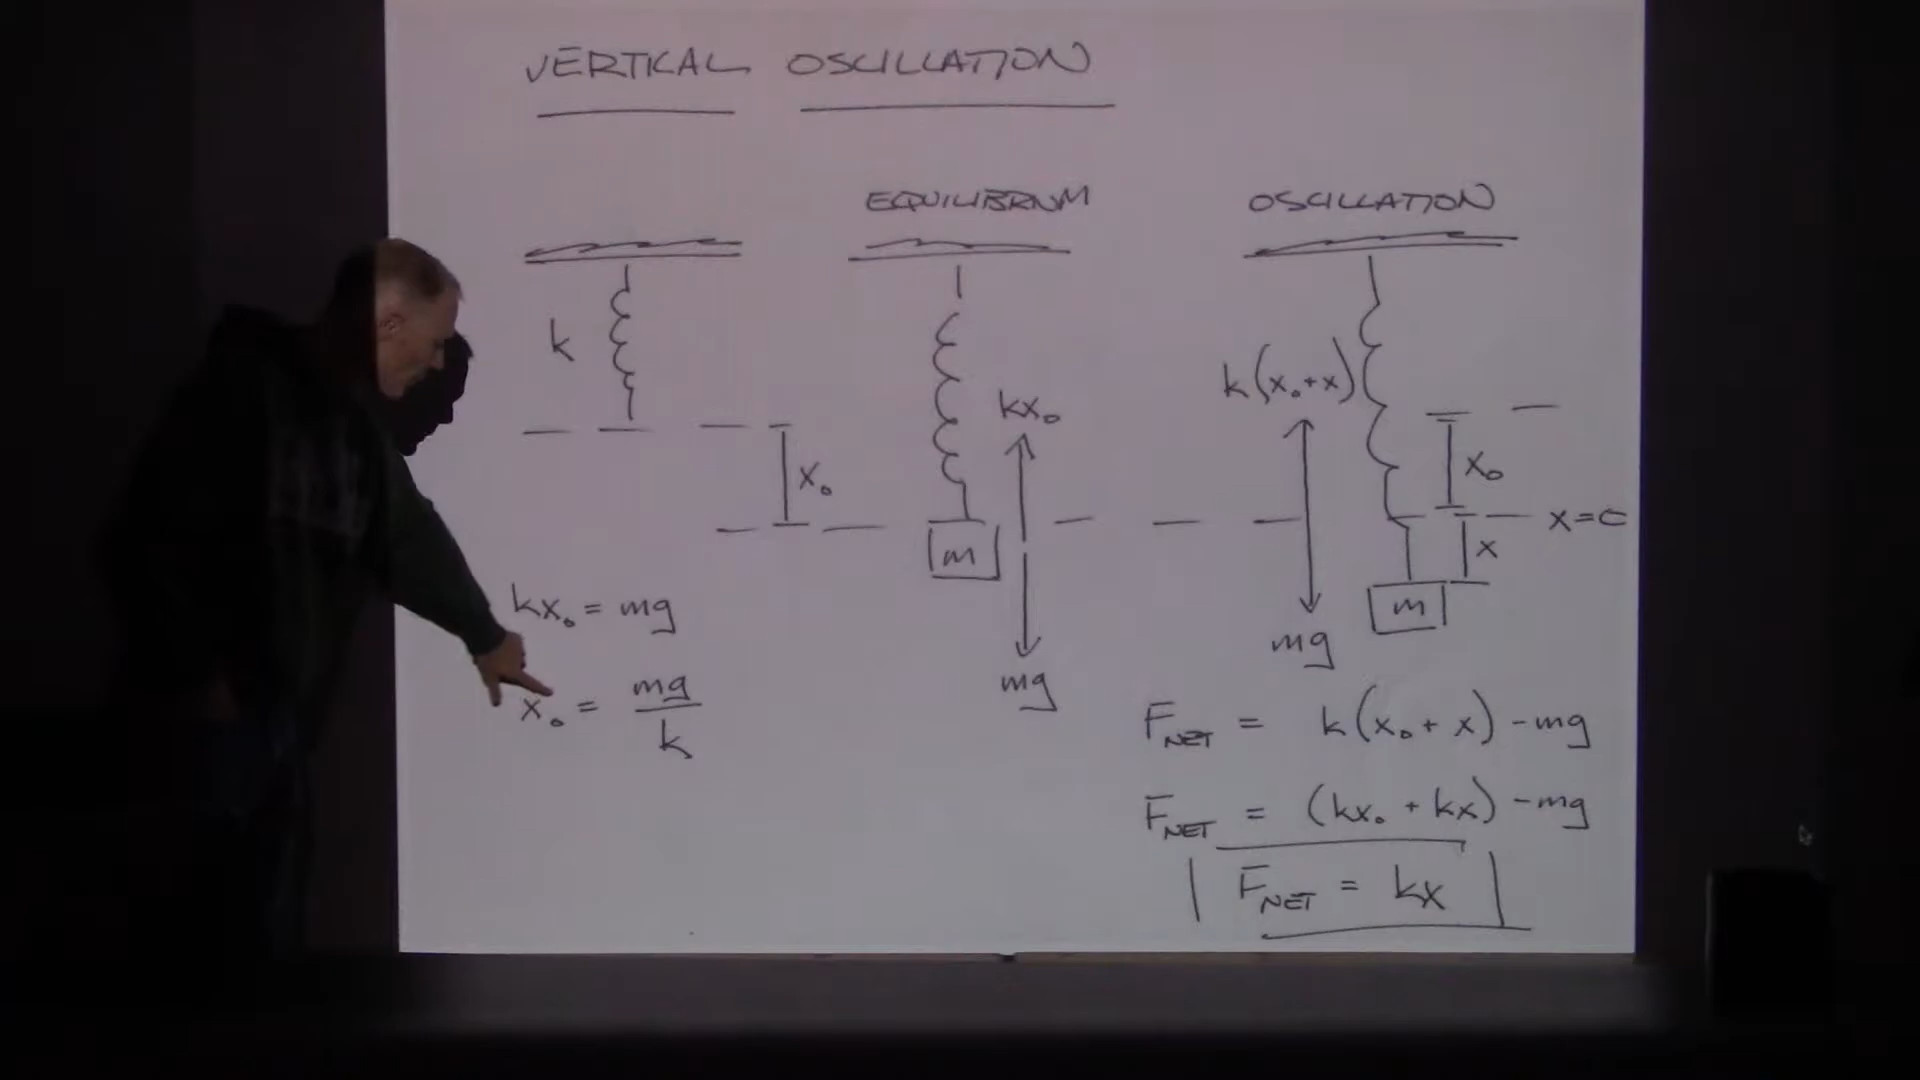 VERTICAL OSCILLATION
EQUILIBRIUM
OSCILLATION
k
x₀
kx₀
m
mg
k(x₀+x)
x₀
x=0
x
m
mg
kx₀ = mg
x₀ = mg/k
F_NET = k(x₀ + x) - mg
F_NET = (kx₀ + kx) - mg
F_NET = kx